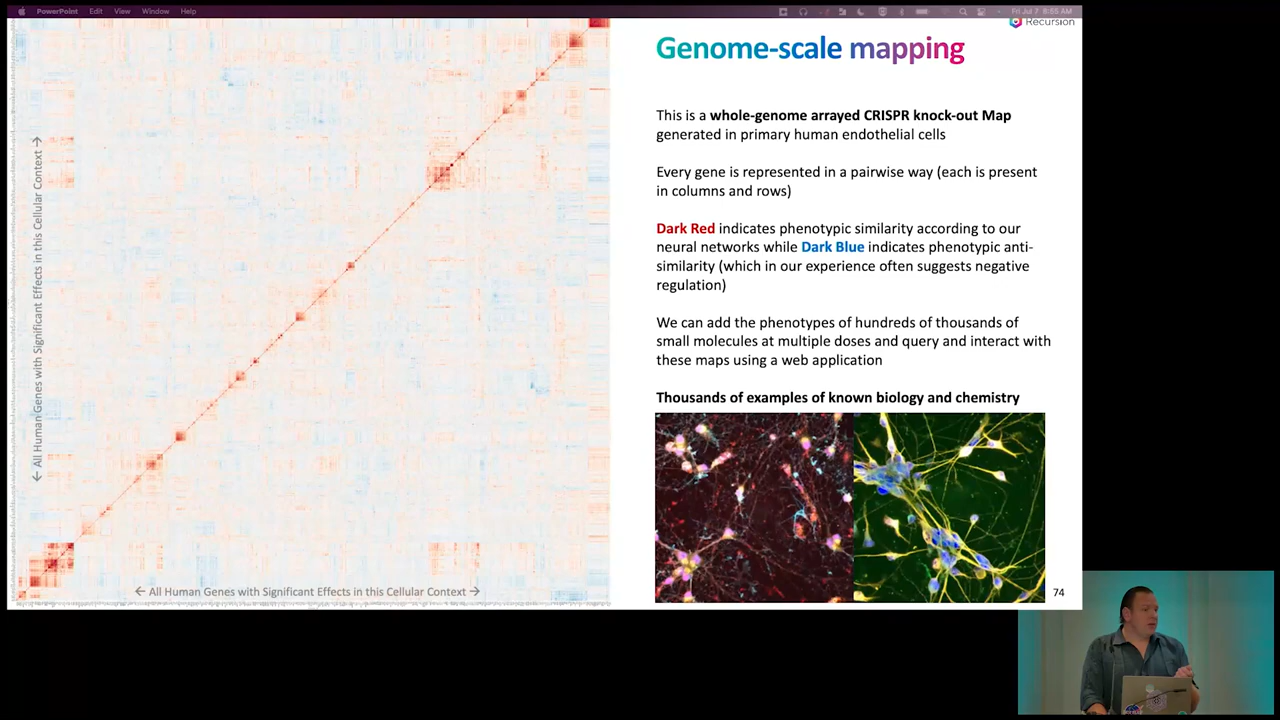 PowerPoint Edit View Window Help
Fri Jul 7 8:55 AM
Recursion
Genome-scale mapping
This is a whole-genome arrayed CRISPR knock-out Map
generated in primary human endothelial cells
Every gene is represented in a pairwise way (each is present
in columns and rows)
Dark Red indicates phenotypic similarity according to our
neural networks while Dark Blue indicates phenotypic anti-
similarity (which in our experience often suggests negative
regulation)
We can add the phenotypes of hundreds of thousands of
small molecules at multiple doses and query and interact with
these maps using a web application
Thousands of examples of known biology and chemistry
← All Human Genes with Significant Effects in this Cellular Context →
← All Human Genes with Significant Effects in this Cellular Context →
74